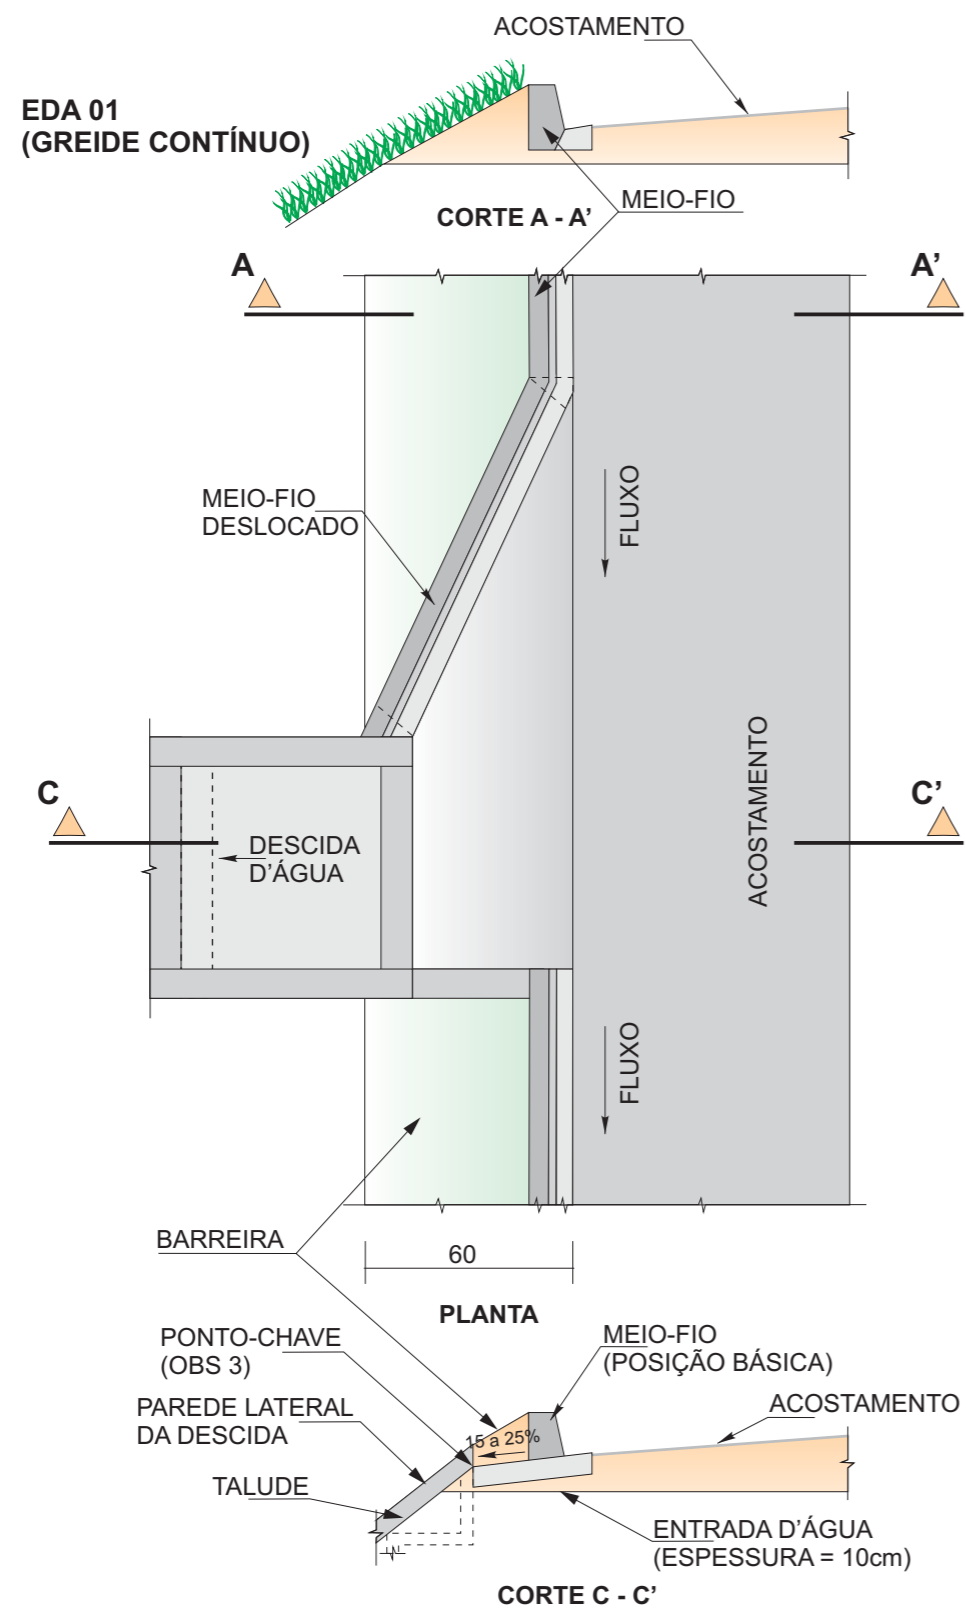 ACOSTAMENTO
EDA 01
(GREIDE CONTÍNUO)
CORTE A - A’
MEIO-FIO
A
A’
MEIO-FIO
DESLOCADO
FLUXO
ACOSTAMENTO
C
C’
DESCIDA
D’ÁGUA
FLUXO
BARREIRA
60
PLANTA
PONTO-CHAVE
(OBS 3)
MEIO-FIO
(POSIÇÃO BÁSICA)
PAREDE LATERAL
DA DESCIDA
ACOSTAMENTO
15 a 25%
TALUDE
ENTRADA D’ÁGUA
(ESPESSURA = 10cm)
CORTE C - C’